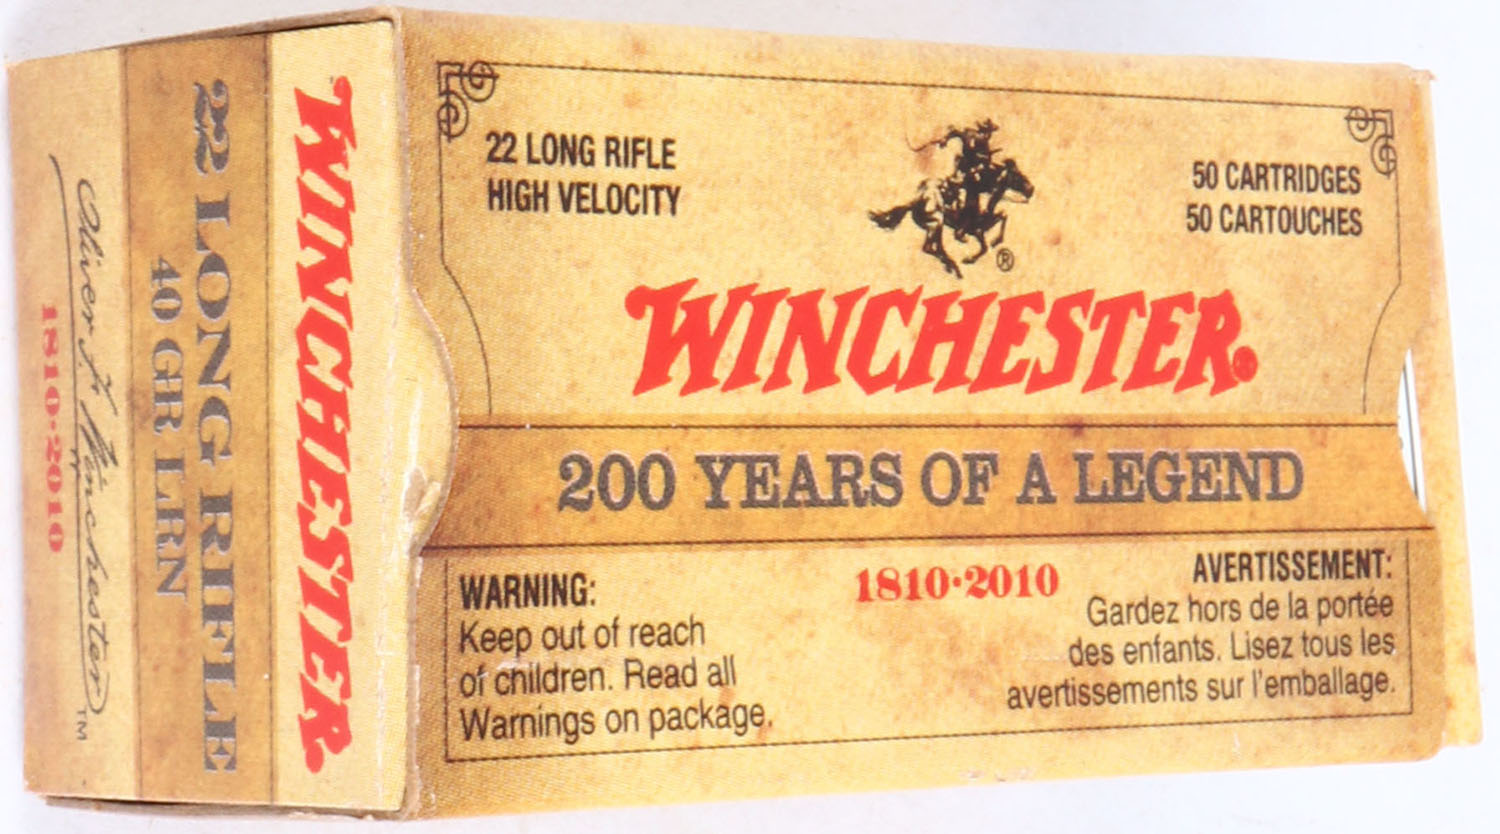 22 LONG RIFLE
HIGH VELOCITY
50 CARTRIDGES
50 CARTOUCHES
®
WINCHESTER®
200 YEARS OF A LEGEND
1810•2010
WARNING:
Keep out of reach
of children. Read all
Warnings on package.
AVERTISSEMENT:
Gardez hors de la portée
des enfants. Lisez tous les
avertissements sur l'emballage.
WINCHESTER
22 LONG RIFLE
40 GR LRN
Oliver F. Winchester™
1810•2010